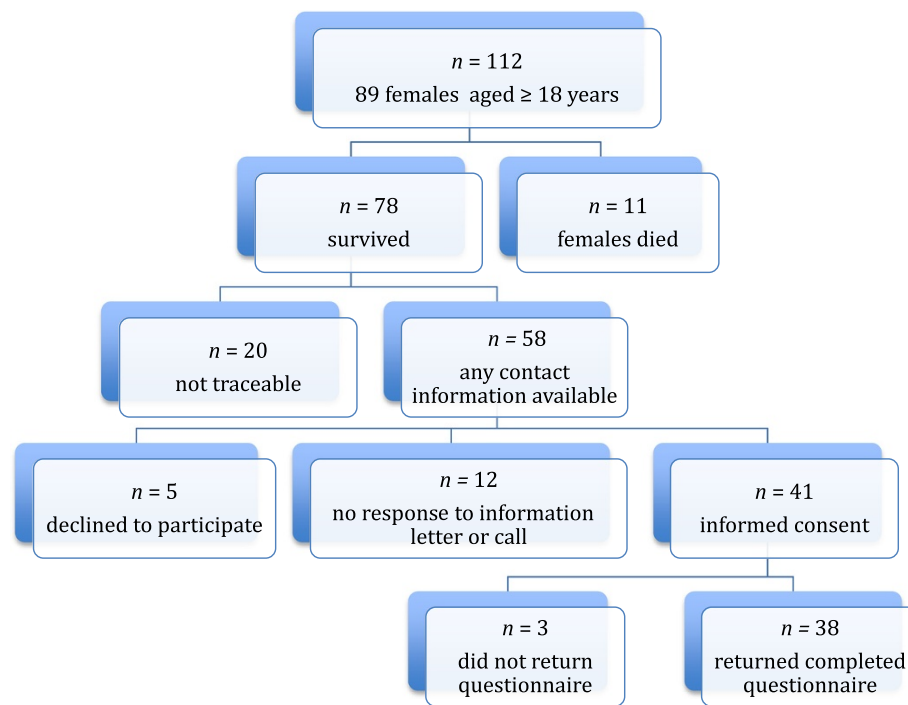 n = 112
89 females aged ≥ 18 years
n = 78
survived
n = 11
females died
n = 20
not traceable
n = 58
any contact
information available
n = 5
declined to participate
n = 12
no response to information
letter or call
n = 41
informed consent
n = 3
did not return
questionnaire
n = 38
returned completed
questionnaire